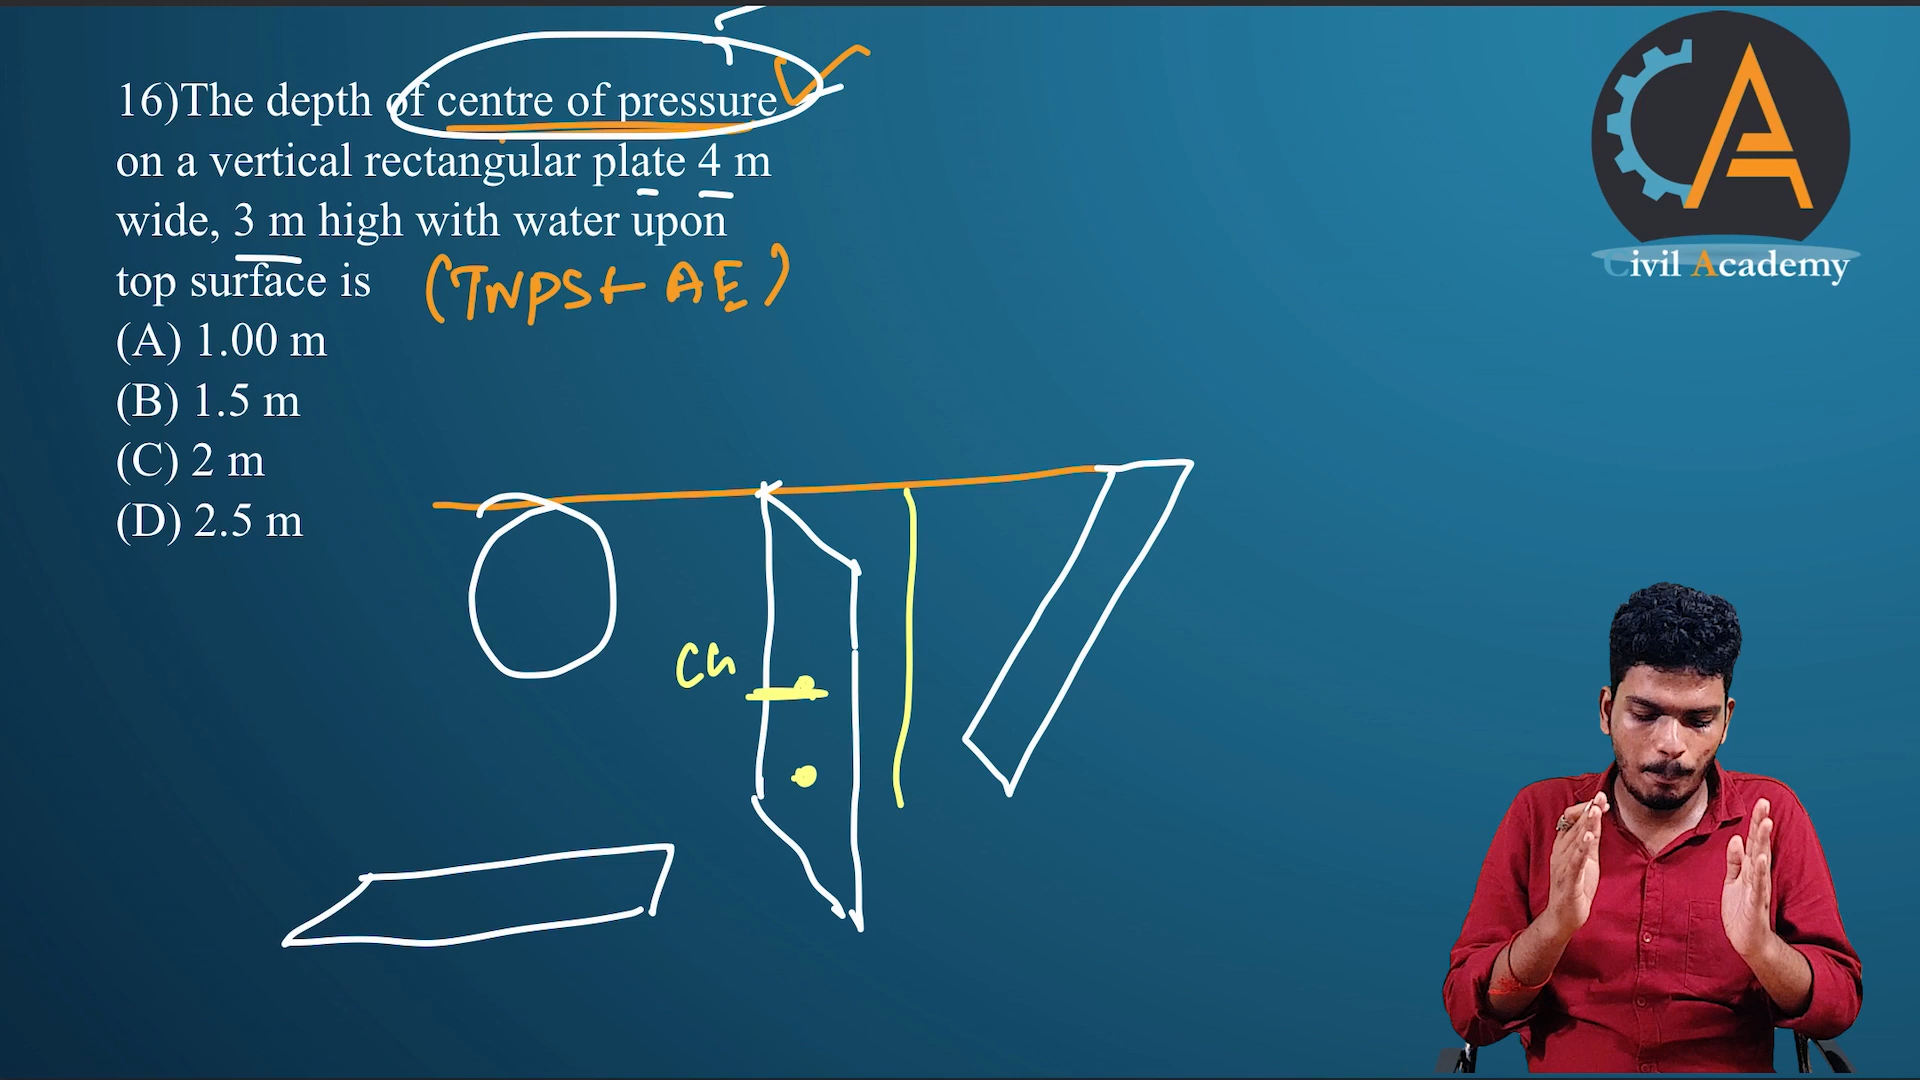 16)The depth of centre of pressure
on a vertical rectangular plate 4 m
wide, 3 m high with water upon
top surface is
(TNPSC AE)
(A) 1.00 m
(B) 1.5 m
(C) 2 m
(D) 2.5 m
CG
CA
Civil Academy